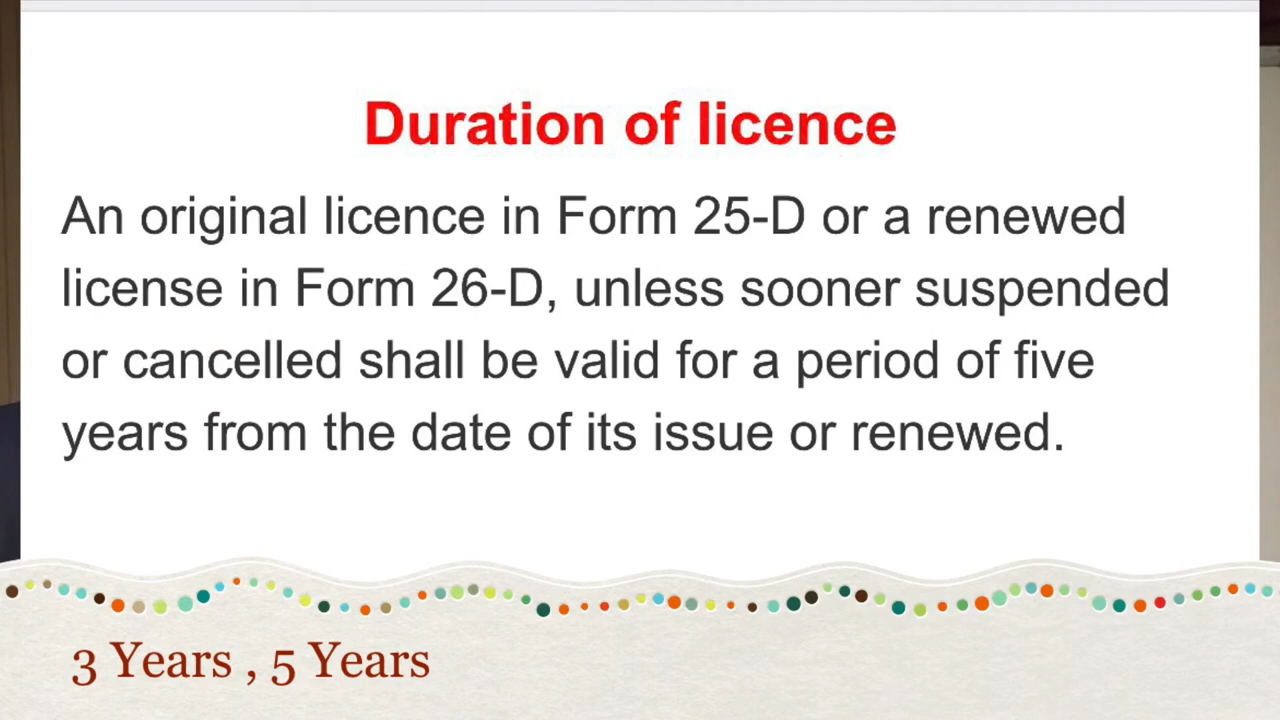 Duration of licence
An original licence in Form 25-D or a renewed
license in Form 26-D, unless sooner suspended
or cancelled shall be valid for a period of five
years from the date of its issue or renewed.
3 Years , 5 Years